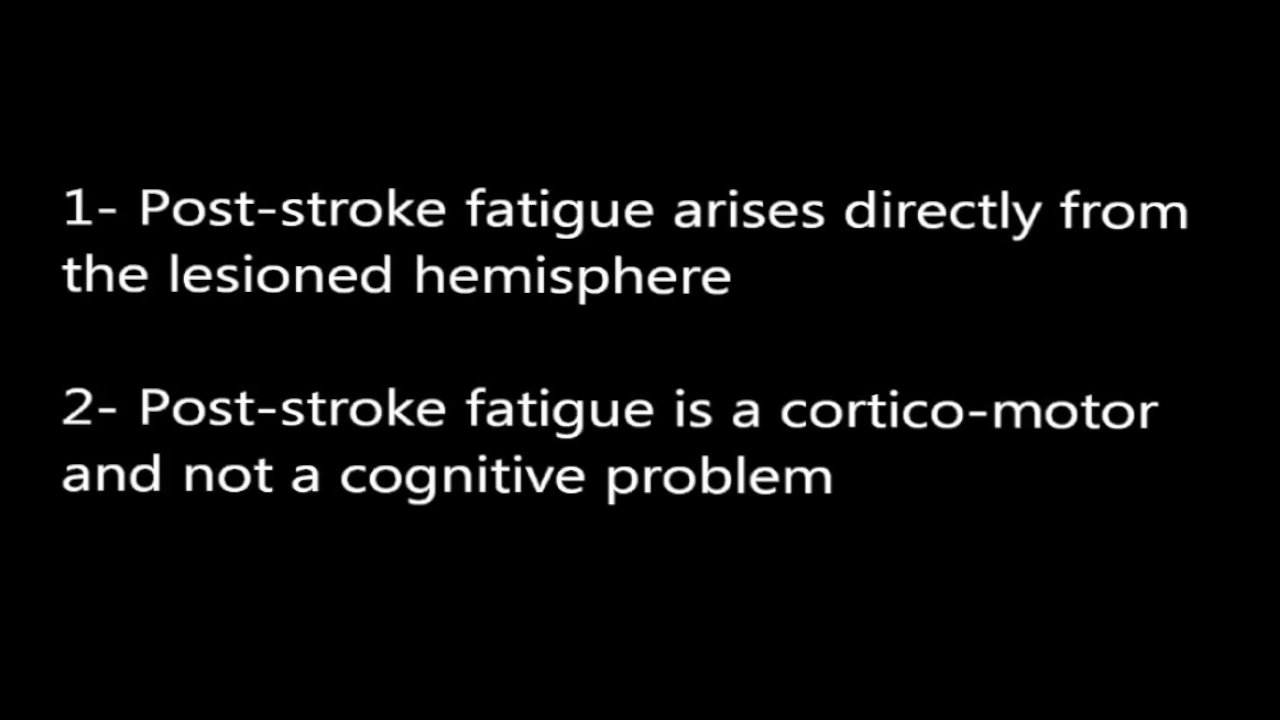 1- Post-stroke fatigue arises directly from
the lesioned hemisphere
2- Post-stroke fatigue is a cortico-motor
and not a cognitive problem